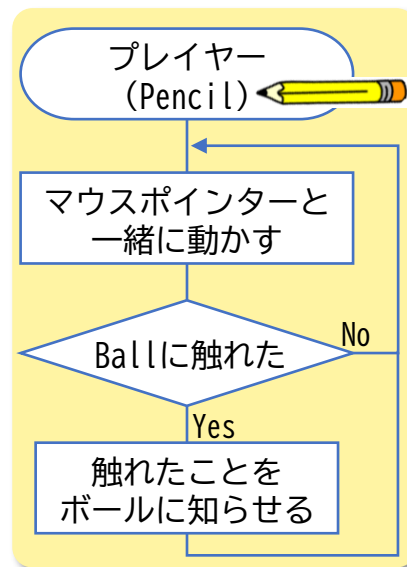 プレイヤー
(Pencil)
マウスポインターと
一緒に動かす
Ballに触れた
No
Yes
触れたことを
ボールに知らせる